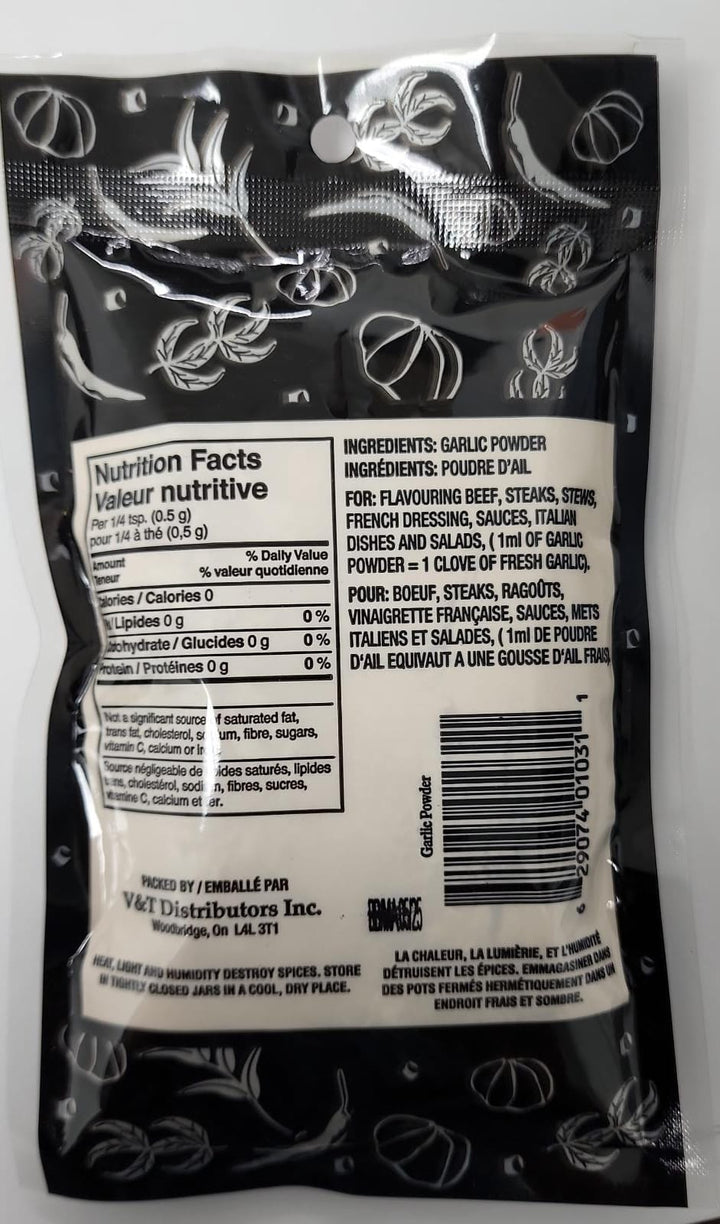 Nutrition Facts
Valeur nutritive
Per 1/4 tsp. (0.5 g)
pour 1/4 à thé (0,5 g)
Amount
Teneur
% Daily Value
% valeur quotidienne
Calories / Calories 0
/ Lipides 0 g 0 %
/ Glucides 0 g 0 %
Protein / Protéines 0 g 0 %
Not a significant source of saturated fat,
trans fat, cholesterol, fibre, sugars,
vitamin C, calcium or
Source négligeable de saturés, lipides
cholestérol, fibres, sucres,
vitamine C, calcium et
INGREDIENTS: GARLIC POWDER
INGRÉDIENTS: POUDRE D'AIL
FOR: FLAVOURING BEEF, STEAKS, STEWS,
FRENCH DRESSING, SAUCES, ITALIAN
DISHES AND SALADS, ( 1ml OF GARLIC
POWDER = 1 CLOVE OF FRESH GARLIC).
POUR: BOEUF, STEAKS, RAGOÛTS,
VINAIGRETTE FRANÇAISE, SAUCES, METS
ITALIENS ET SALADES, ( 1ml DE POUDRE
D'AIL EQUIVAUT A UNE GOUSSE D'AIL FRAIS)
Garlic Powder
6 29074 01031 1
PACKED BY / EMBALLÉ PAR
V&T Distributors Inc.
Woodbridge, On L4L 3T1
HEAT, LIGHT AND HUMIDITY DESTROY SPICES. STORE
IN TIGHTLY CLOSED JARS IN A COOL, DRY PLACE.
LA CHALEUR, LA LUMIÈRIE, ET L'HUMIDITÉ
DÉTRUISENT LES ÉPICES. EMMAGASINER DANS
DES POTS FERMÉS HERMÉTIQUEMENT DANS UN
ENDROIT FRAIS ET SOMBRE.